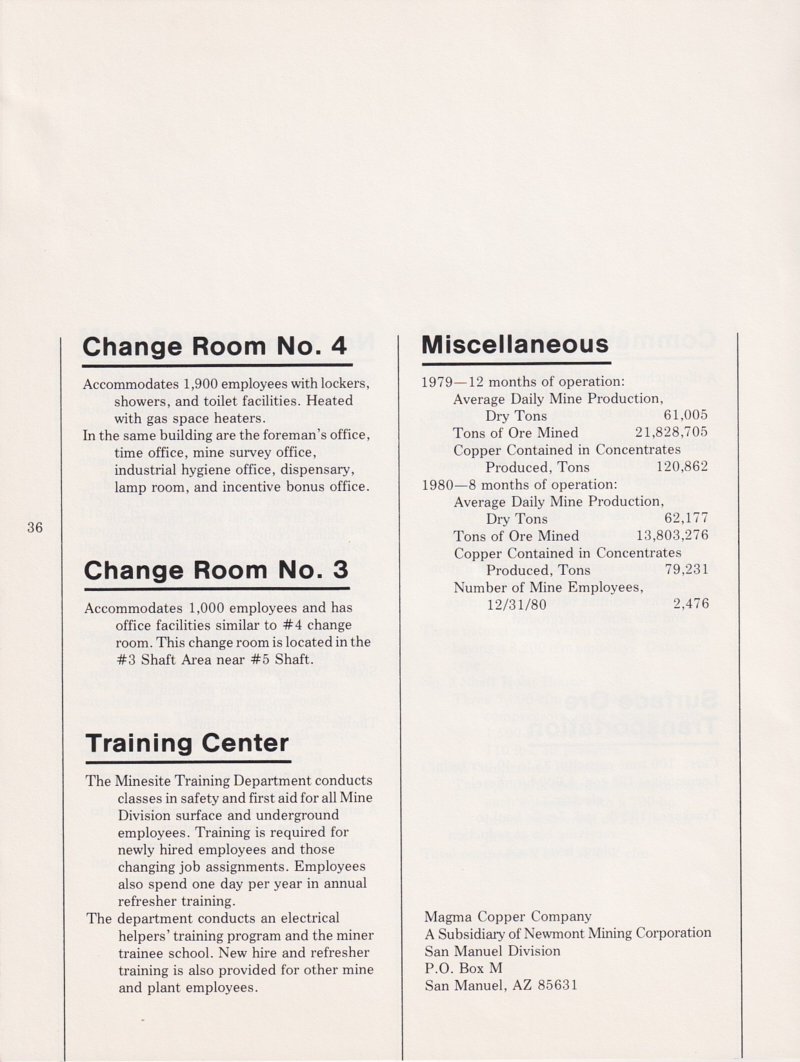 Change Room No. 4
Accommodates 1,900 employees with lockers,
showers, and toilet facilities. Heated
with gas space heaters.
In the same building are the foreman's office,
time office, mine survey office,
industrial hygiene office, dispensary,
lamp room, and incentive bonus office.
36
Change Room No. 3
Accommodates 1,000 employees and has
office facilities similar to #4 change
room. This change room is located in the
#3 Shaft Area near #5 Shaft.
Training Center
The Minesite Training Department conducts
classes in safety and first aid for all Mine
Division surface and underground
employees. Training is required for
newly hired employees and those
changing job assignments. Employees
also spend one day per year in annual
refresher training.
The department conducts an electrical
helpers' training program and the miner
trainee school. New hire and refresher
training is also provided for other mine
and plant employees.
Miscellaneous
1979—12 months of operation:
Average Daily Mine Production,
Dry Tons 61,005
Tons of Ore Mined 21,828,705
Copper Contained in Concentrates
Produced, Tons 120,862
1980—8 months of operation:
Average Daily Mine Production,
Dry Tons 62,177
Tons of Ore Mined 13,803,276
Copper Contained in Concentrates
Produced, Tons 79,231
Number of Mine Employees,
12/31/80 2,476
Magma Copper Company
A Subsidiary of Newmont Mining Corporation
San Manuel Division
P.O. Box M
San Manuel, AZ 85631